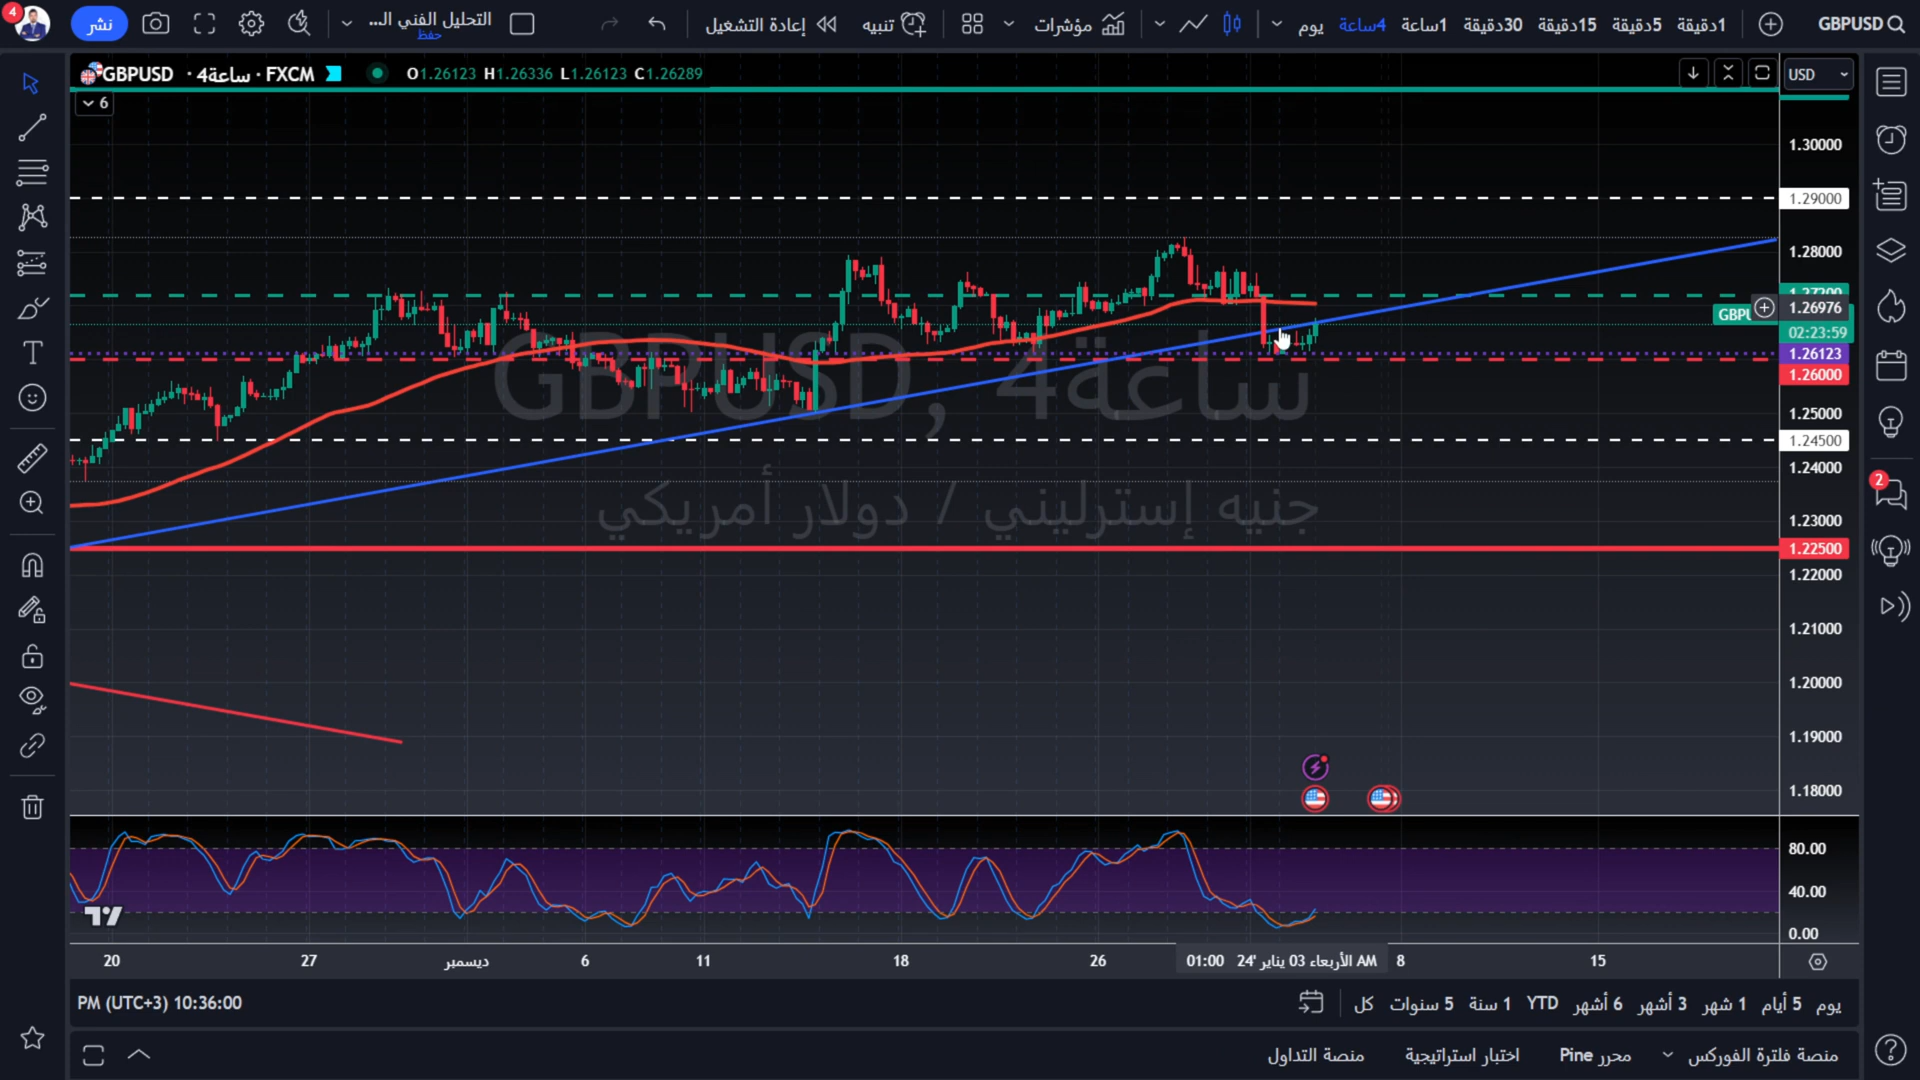 4
نشر
التحليل الفني الـ...
حفظ
إعادة التشغيل
تنبيه
مؤشرات
يوم
4ساعة
1ساعة
30دقيقة
15دقيقة
5دقيقة
1دقيقة
GBPUSD
GBPUSD · 4ساعة · FXCM
O1.26123 H1.26336 L1.26123 C1.26289
USD
6
1.30000
1.29000
1.28000
1.27200
1.26976
GBPU
02:23:59
1.26123
1.26000
1.25000
1.24500
1.24000
1.23000
1.22500
1.22000
1.21000
1.20000
1.19000
1.18000
GBPUSD, 4ساعة
جنيه إسترليني / دولار أمريكي
2
80.00
40.00
0.00
20
27
ديسمبر
6
11
18
26
01:00 24' الأربعاء 03 يناير AM
8
15
PM (UTC+3) 10:36:00
يوم
5 أيام
1 شهر
3 أشهر
6 أشهر
YTD
1 سنة
5 سنوات
كل
منصة فلترة الفوركس
محرر Pine
اختبار استراتيجية
منصة التداول